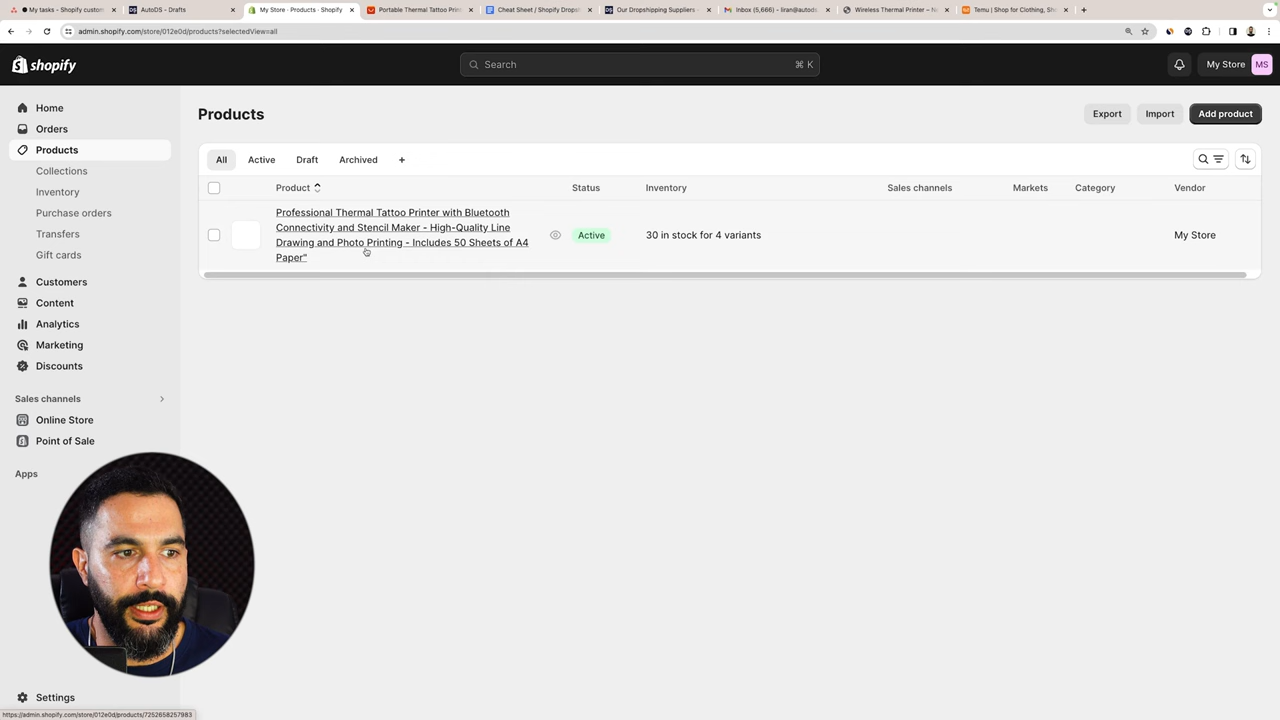 My tasks - Shopify custom
AutoDS - Drafts
My Store · Products · Shopify
Portable Thermal Tattoo Prin
Cheat Sheet / Shopify Drops
Our Dropshipping Suppliers -
Inbox (5,666) - liran@autods
Wireless Thermal Printer – N
Temu | Shop for Clothing, Sh
admin.shopify.com/store/012e0d/products?selectedView=all
shopify
Search
⌘ K
My Store
MS
Home
Orders
Products
Collections
Inventory
Purchase orders
Transfers
Gift cards
Customers
Content
Analytics
Marketing
Discounts
Sales channels
Online Store
Point of Sale
Apps
Settings
Products
Export
Import
Add product
All
Active
Draft
Archived
+
Product
Status
Inventory
Sales channels
Markets
Category
Vendor
Professional Thermal Tattoo Printer with Bluetooth
Connectivity and Stencil Maker - High-Quality Line
Drawing and Photo Printing - Includes 50 Sheets of A4
Paper"
Active
30 in stock for 4 variants
My Store
https://admin.shopify.com/store/012e0d/products/7252658257983